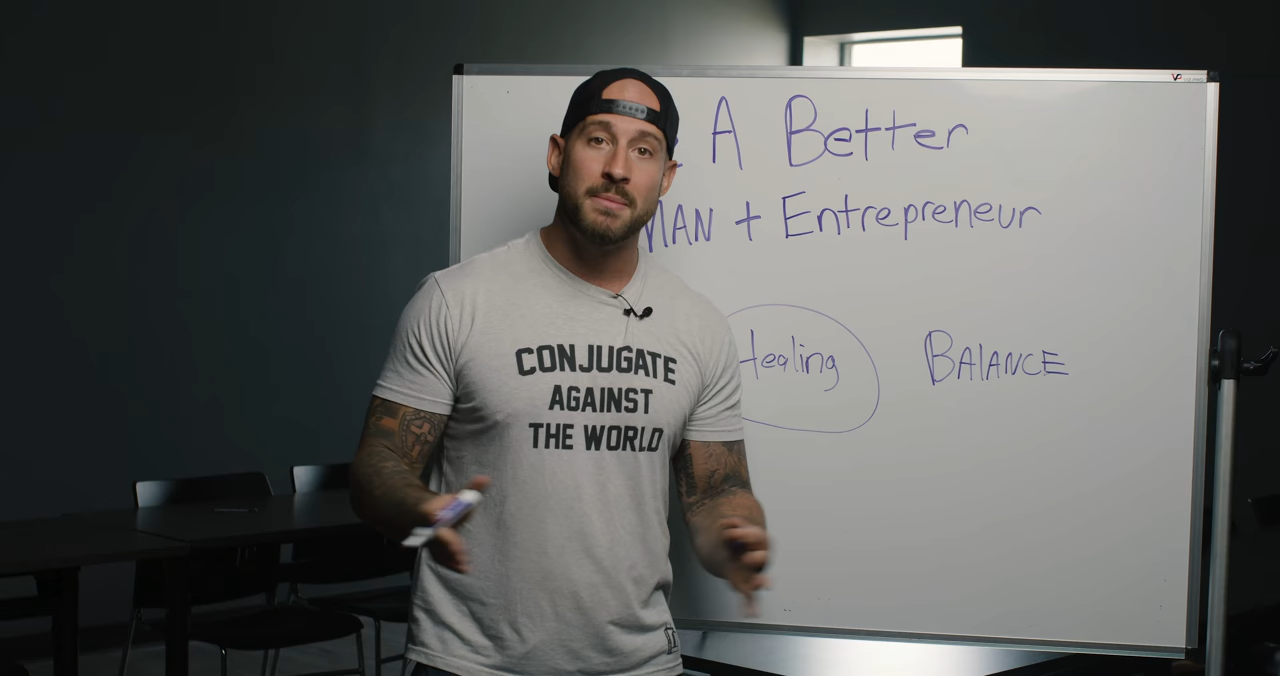 A Better
MAN + Entrepreneur
Healing
BALANCE
CONJUGATE
AGAINST
THE WORLD